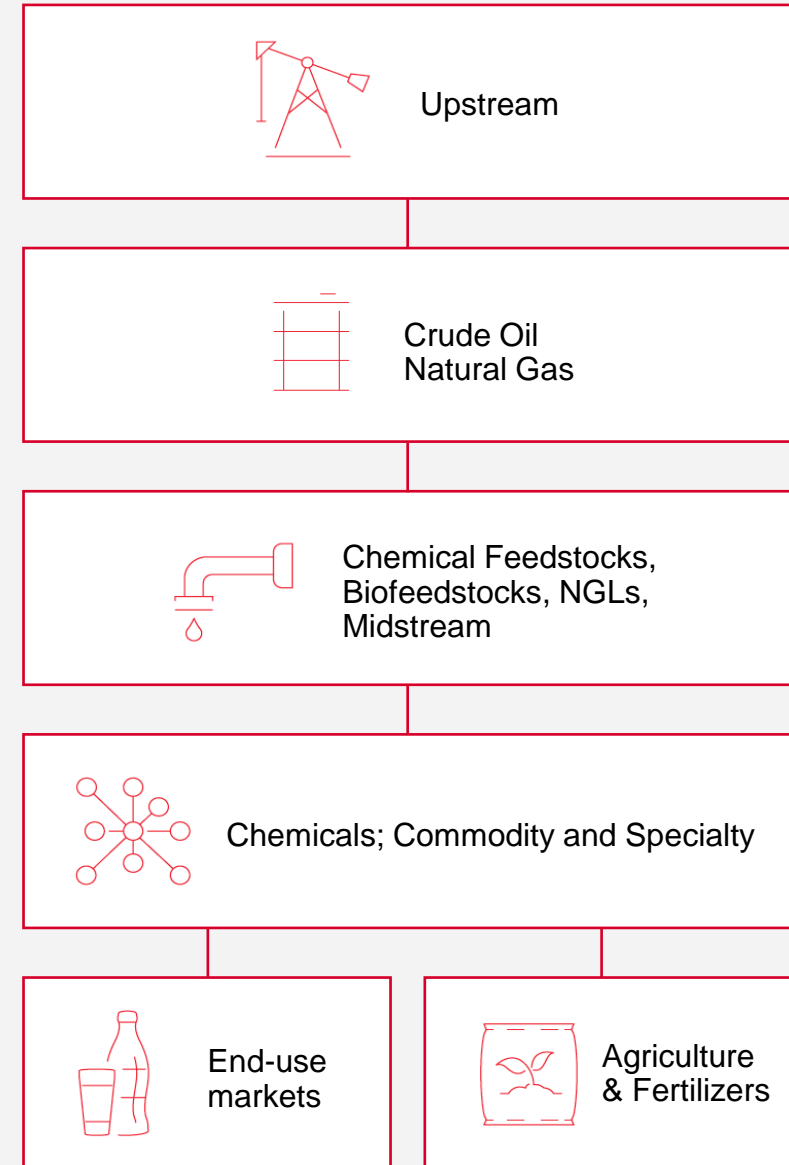 Upstream
Crude Oil
Natural Gas
Chemical Feedstocks,
Biofeedstocks, NGLs,
Midstream
Chemicals; Commodity and Specialty
End-use
markets
Agriculture
& Fertilizers